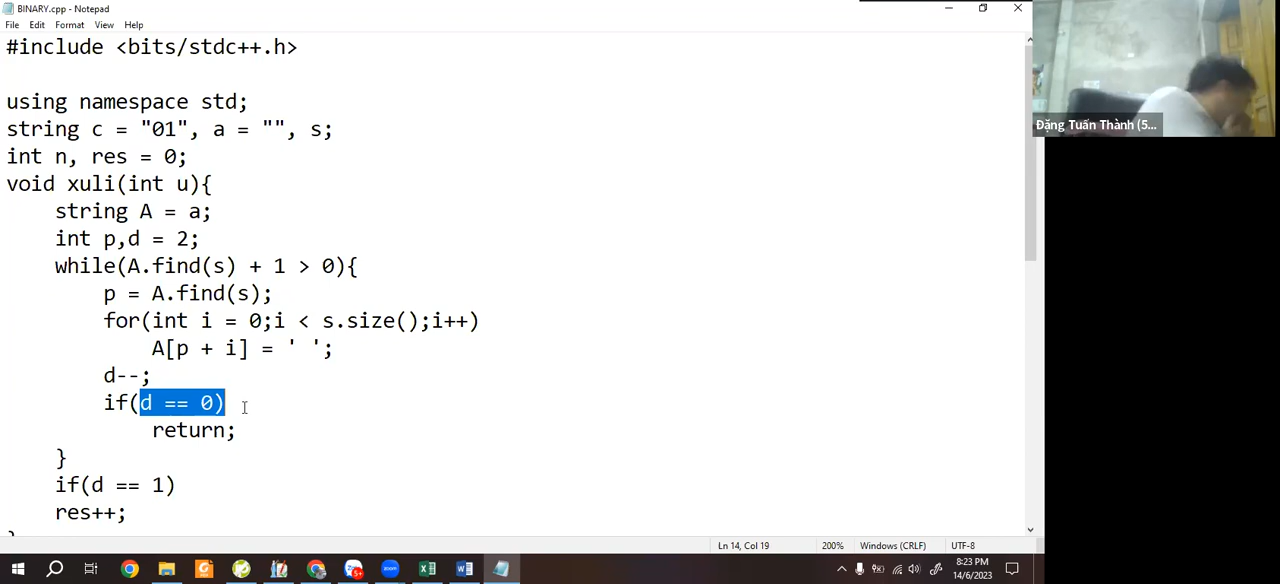 BINARY.cpp - Notepad
File Edit Format View Help
#include <bits/stdc++.h>
using namespace std;
string c = "01", a = "", s;
int n, res = 0;
void xuli(int u){
string A = a;
int p,d = 2;
while(A.find(s) + 1 > 0){
p = A.find(s);
for(int i = 0;i < s.size();i++)
A[p + i] = ' ';
d--;
if(d == 0)
return;
}
if(d == 1)
res++;
Ln 14, Col 19 200% Windows (CRLF) UTF-8
8:23 PM
14/6/2023
Đặng Tuấn Thành (5...